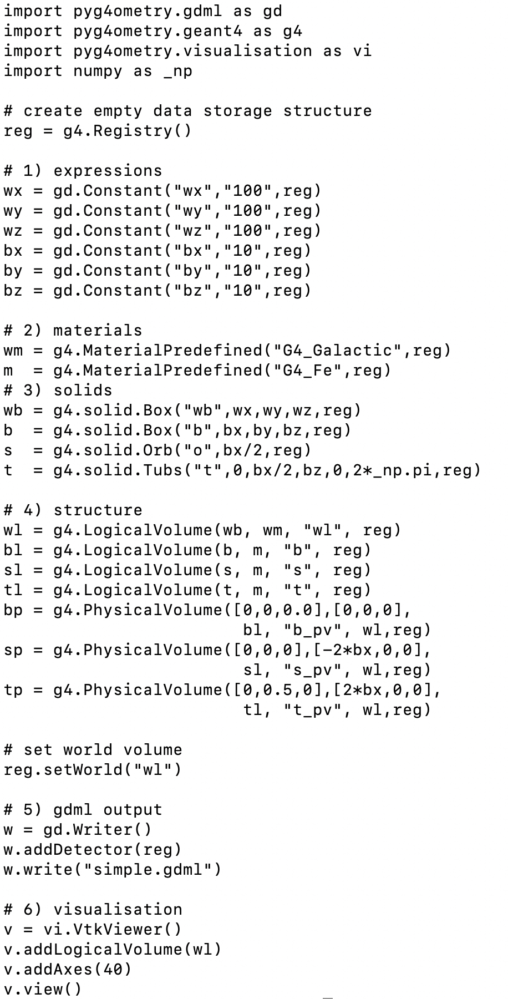 import pyg4ometry.gdml as gd
import pyg4ometry.geant4 as g4
import pyg4ometry.visualisation as vi
import numpy as _np

# create empty data storage structure
reg = g4.Registry()

# 1) expressions
wx = gd.Constant("wx","100",reg)
wy = gd.Constant("wy","100",reg)
wz = gd.Constant("wz","100",reg)
bx = gd.Constant("bx","10",reg)
by = gd.Constant("by","10",reg)
bz = gd.Constant("bz","10",reg)

# 2) materials
wm = g4.MaterialPredefined("G4_Galactic",reg)
m  = g4.MaterialPredefined("G4_Fe",reg)
# 3) solids
wb = g4.solid.Box("wb",wx,wy,wz,reg)
b  = g4.solid.Box("b",bx,by,bz,reg)
s  = g4.solid.Orb("o",bx/2,reg)
t  = g4.solid.Tubs("t",0,bx/2,bz,0,2*_np.pi,reg)

# 4) structure
wl = g4.LogicalVolume(wb, wm, "wl", reg)
bl = g4.LogicalVolume(b, m, "b", reg)
sl = g4.LogicalVolume(s, m, "s", reg)
tl = g4.LogicalVolume(t, m, "t", reg)
bp = g4.PhysicalVolume([0,0,0.0],[0,0,0],
                        bl, "b_pv", wl,reg)
sp = g4.PhysicalVolume([0,0,0],[-2*bx,0,0],
                        sl, "s_pv", wl,reg)
tp = g4.PhysicalVolume([0,0.5,0],[2*bx,0,0],
                        tl, "t_pv", wl,reg)

# set world volume
reg.setWorld("wl")

# 5) gdml output
w = gd.Writer()
w.addDetector(reg)
w.write("simple.gdml")

# 6) visualisation
v = vi.VtkViewer()
v.addLogicalVolume(wl)
v.addAxes(40)
v.view()